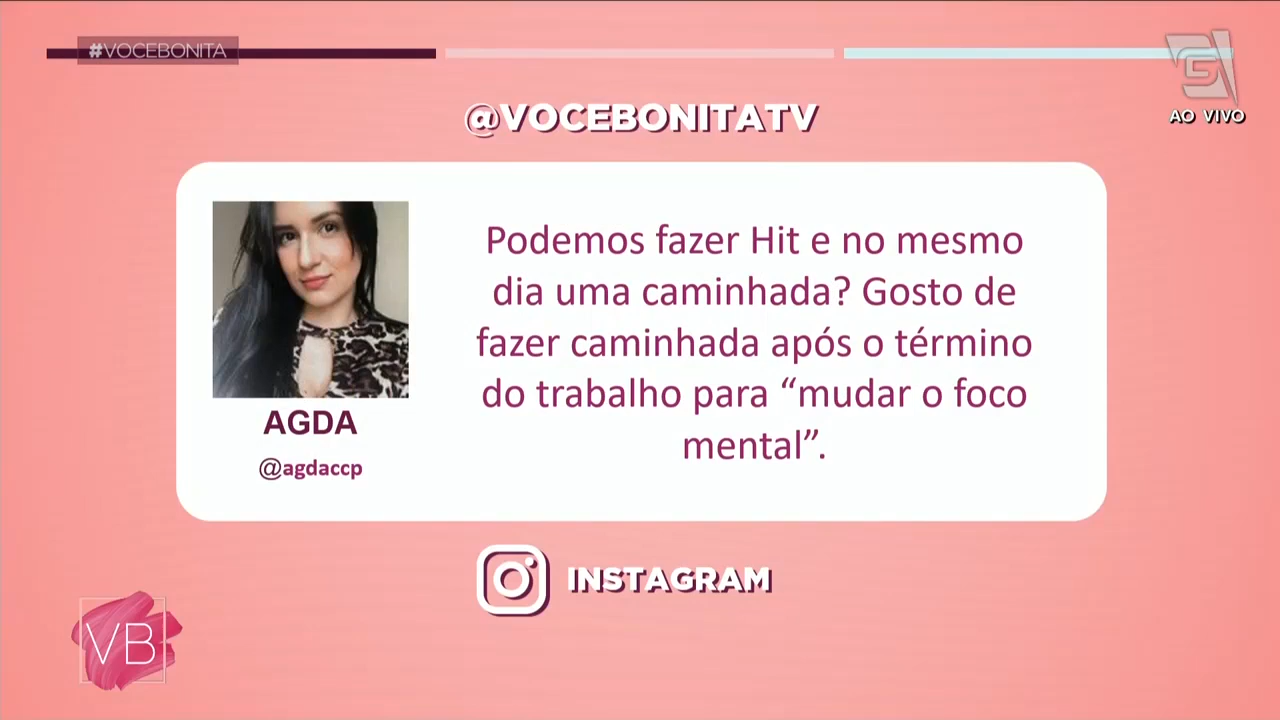 #VOCEBONITA
AO VIVO
@VOCEBONITATV
Podemos fazer Hit e no mesmo
dia uma caminhada? Gosto de
fazer caminhada após o término
do trabalho para “mudar o foco
mental”.
AGDA
@agdaccp
INSTAGRAM
VB